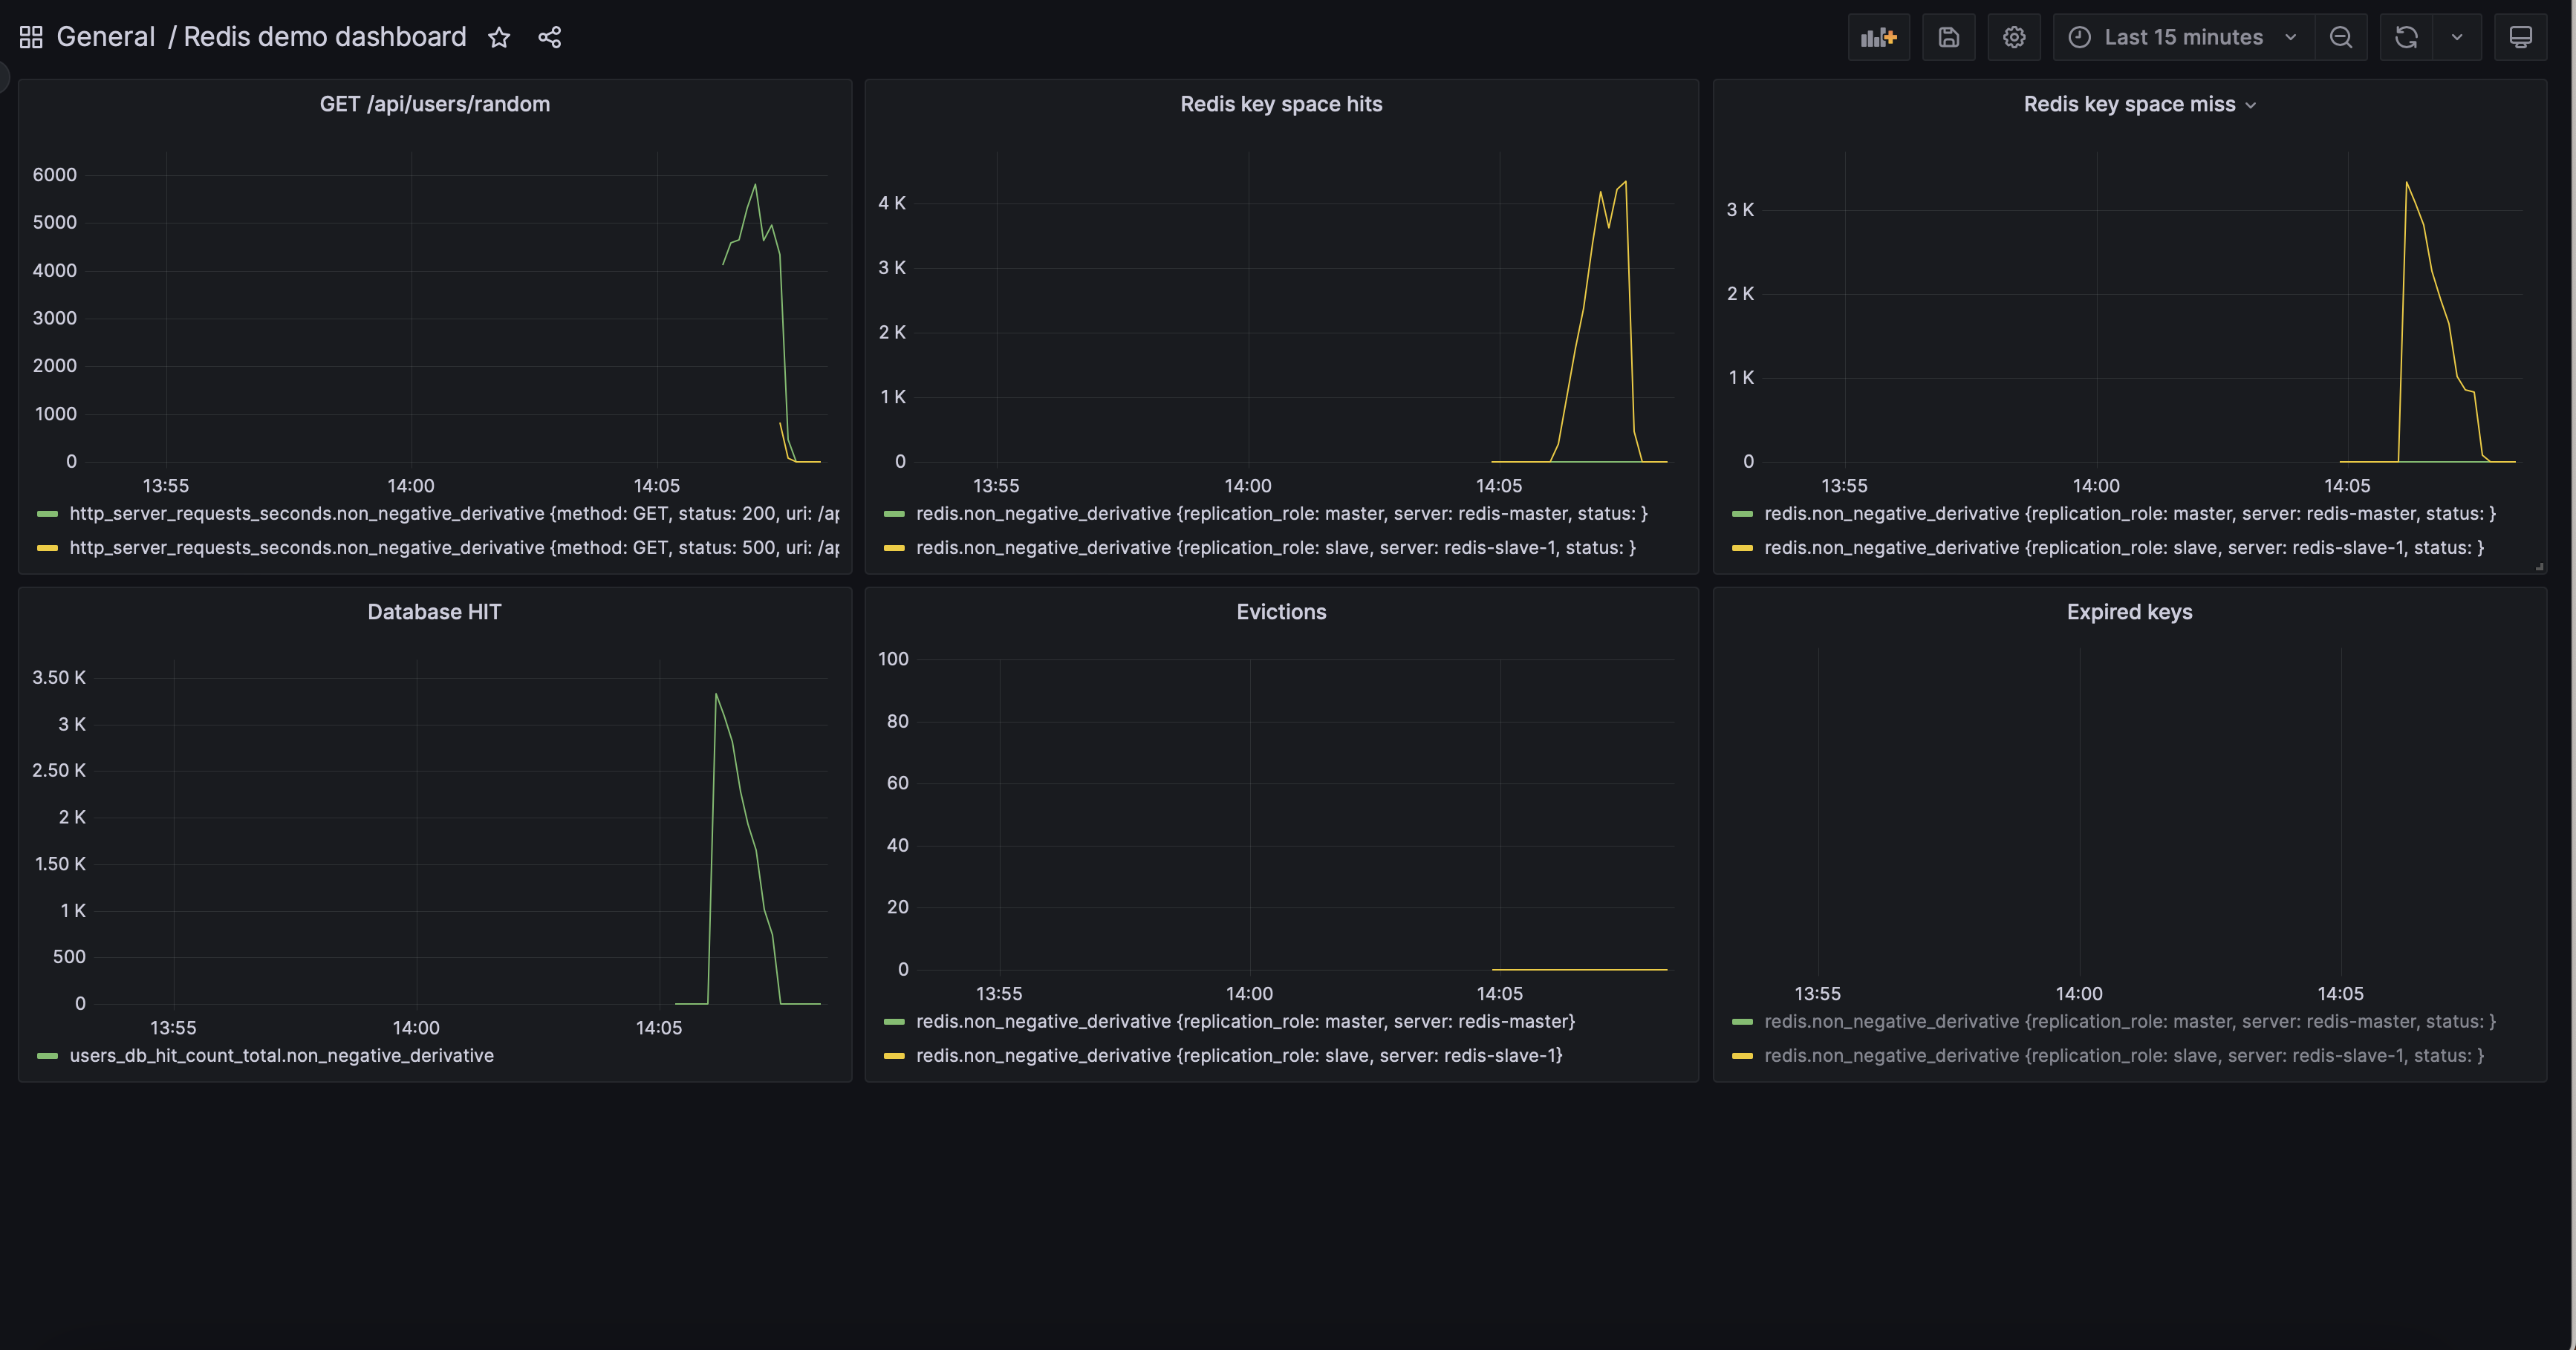 General / Redis demo dashboard
Last 15 minutes
GET /api/users/random
6000
5000
4000
3000
2000
1000
0
13:55 14:00 14:05
http_server_requests_seconds.non_negative_derivative {method: GET, status: 200, uri: /ap
http_server_requests_seconds.non_negative_derivative {method: GET, status: 500, uri: /ap
Redis key space hits
4 K
3 K
2 K
1 K
0
13:55 14:00 14:05
redis.non_negative_derivative {replication_role: master, server: redis-master, status: }
redis.non_negative_derivative {replication_role: slave, server: redis-slave-1, status: }
Redis key space miss
3 K
2 K
1 K
0
13:55 14:00 14:05
redis.non_negative_derivative {replication_role: master, server: redis-master, status: }
redis.non_negative_derivative {replication_role: slave, server: redis-slave-1, status: }
Database HIT
3.50 K
3 K
2.50 K
2 K
1.50 K
1 K
500
0
13:55 14:00 14:05
users_db_hit_count_total.non_negative_derivative
Evictions
100
80
60
40
20
0
13:55 14:00 14:05
redis.non_negative_derivative {replication_role: master, server: redis-master}
redis.non_negative_derivative {replication_role: slave, server: redis-slave-1}
Expired keys
13:55 14:00 14:05
redis.non_negative_derivative {replication_role: master, server: redis-master, status: }
redis.non_negative_derivative {replication_role: slave, server: redis-slave-1, status: }